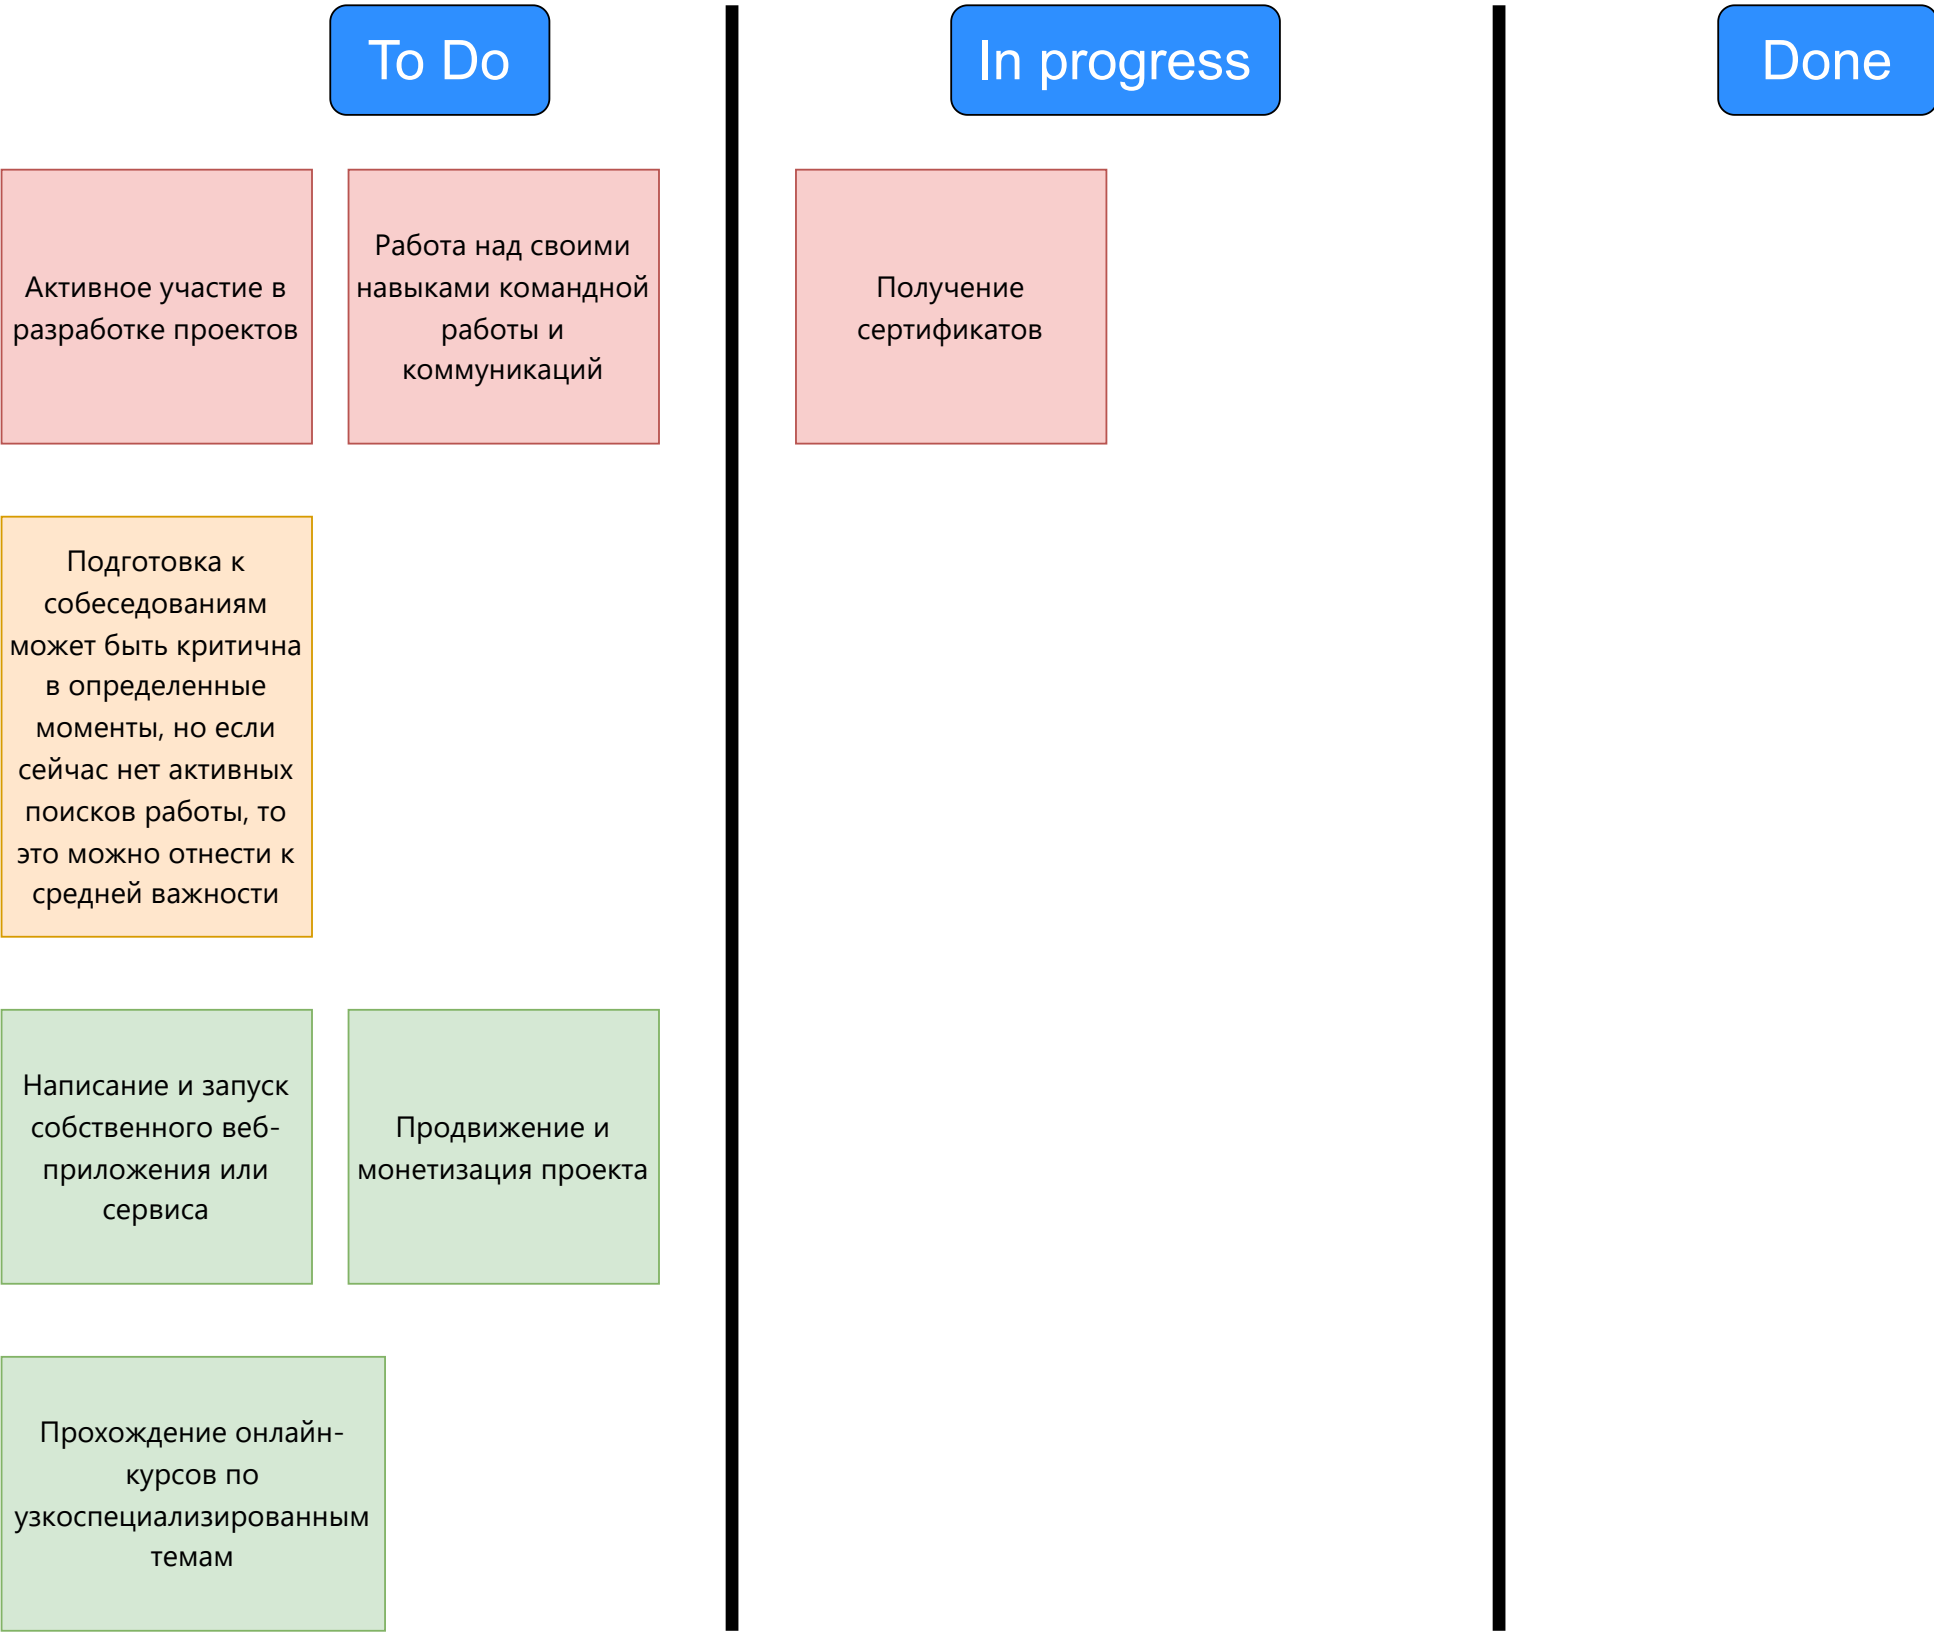 To Do
In progress
Done
Активное участие в
разработке проектов
Работа над своими
навыками командной
работы и
коммуникаций
Получение
сертификатов
Подготовка к
собеседованиям
может быть критична
в определенные
моменты, но если
сейчас нет активных
поисков работы, то
это можно отнести к
средней важности
Написание и запуск
собственного веб-
приложения или
сервиса
Продвижение и
монетизация проекта
Прохождение онлайн-
курсов по
узкоспециализированным
темам